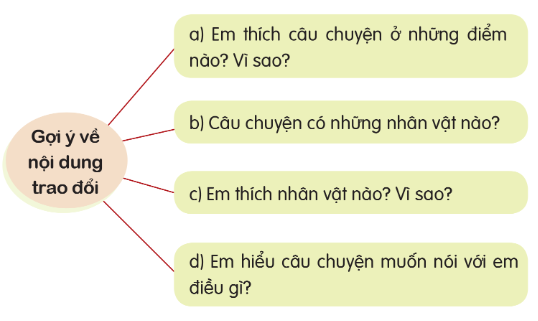 Gợi ý về
nội dung
trao đổi
a) Em thích câu chuyện ở những điểm
nào? Vì sao?
b) Câu chuyện có những nhân vật nào?
c) Em thích nhân vật nào? Vì sao?
d) Em hiểu câu chuyện muốn nói với em
điều gì?